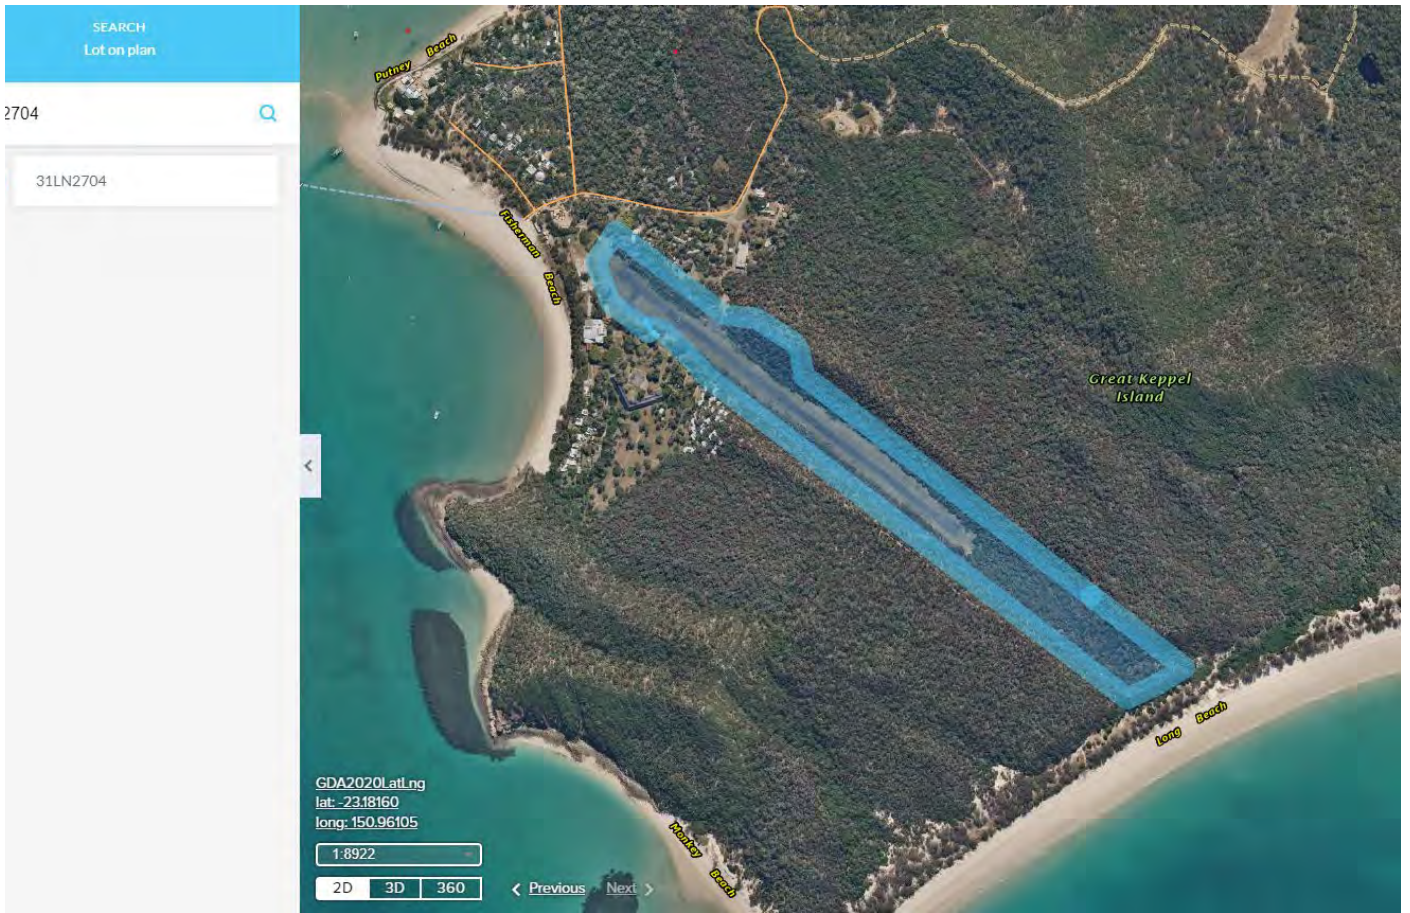 SEARCH
Lot on plan
2704
31LN2704
Putney Beach
Fisherman Beach
Great Keppel
Island
Long Beach
Monkey Beach
GDA2020LatLng
lat: -23.18160
long: 150.96105
1:8922
2D 3D 360
Previous Next